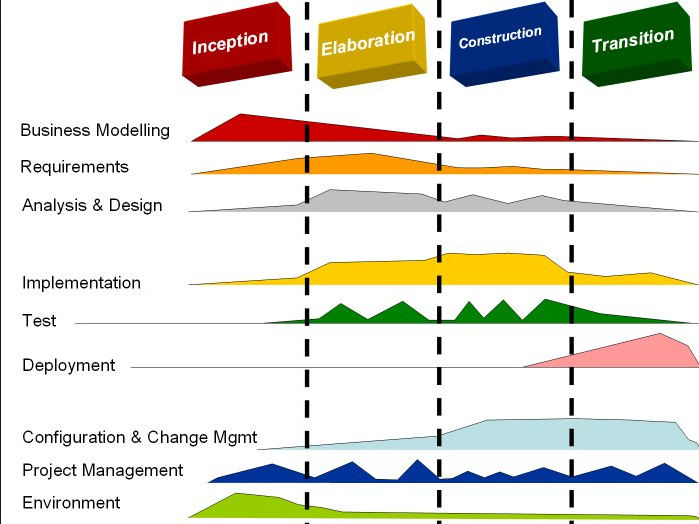 Inception
Elaboration
Construction
Transition
Business Modelling
Requirements
Analysis & Design
Implementation
Test
Deployment
Configuration & Change Mgmt
Project Management
Environment